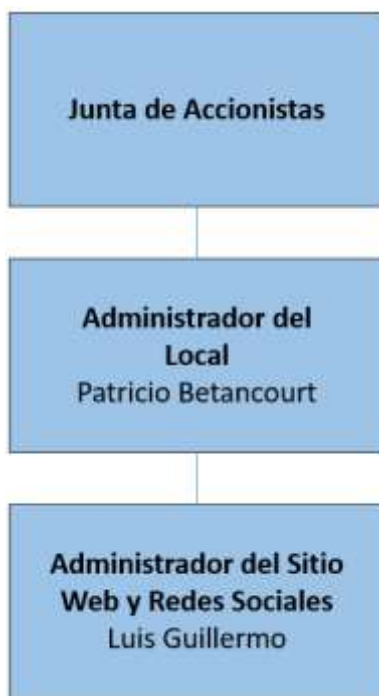 Junta de Accionistas
Administrador del
Local
Patricio Betancourt
Administrador del Sitio
Web y Redes Sociales
Luis Guillermo